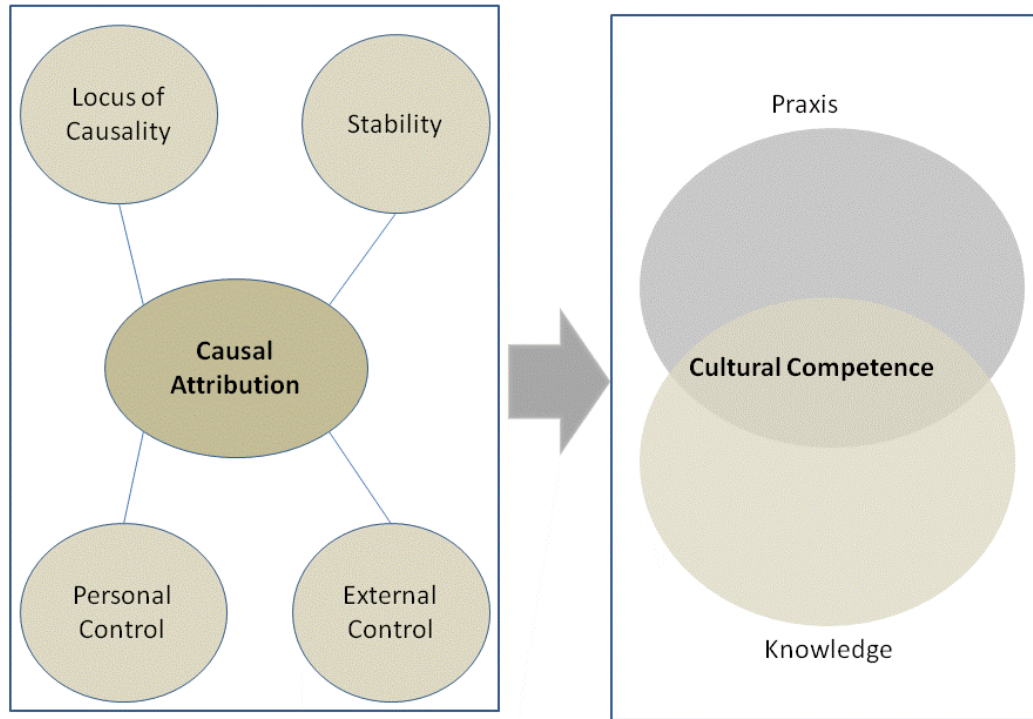 Locus of
Causality
Stability
Causal
Attribution
Personal
Control
External
Control
Praxis
Cultural Competence
Knowledge